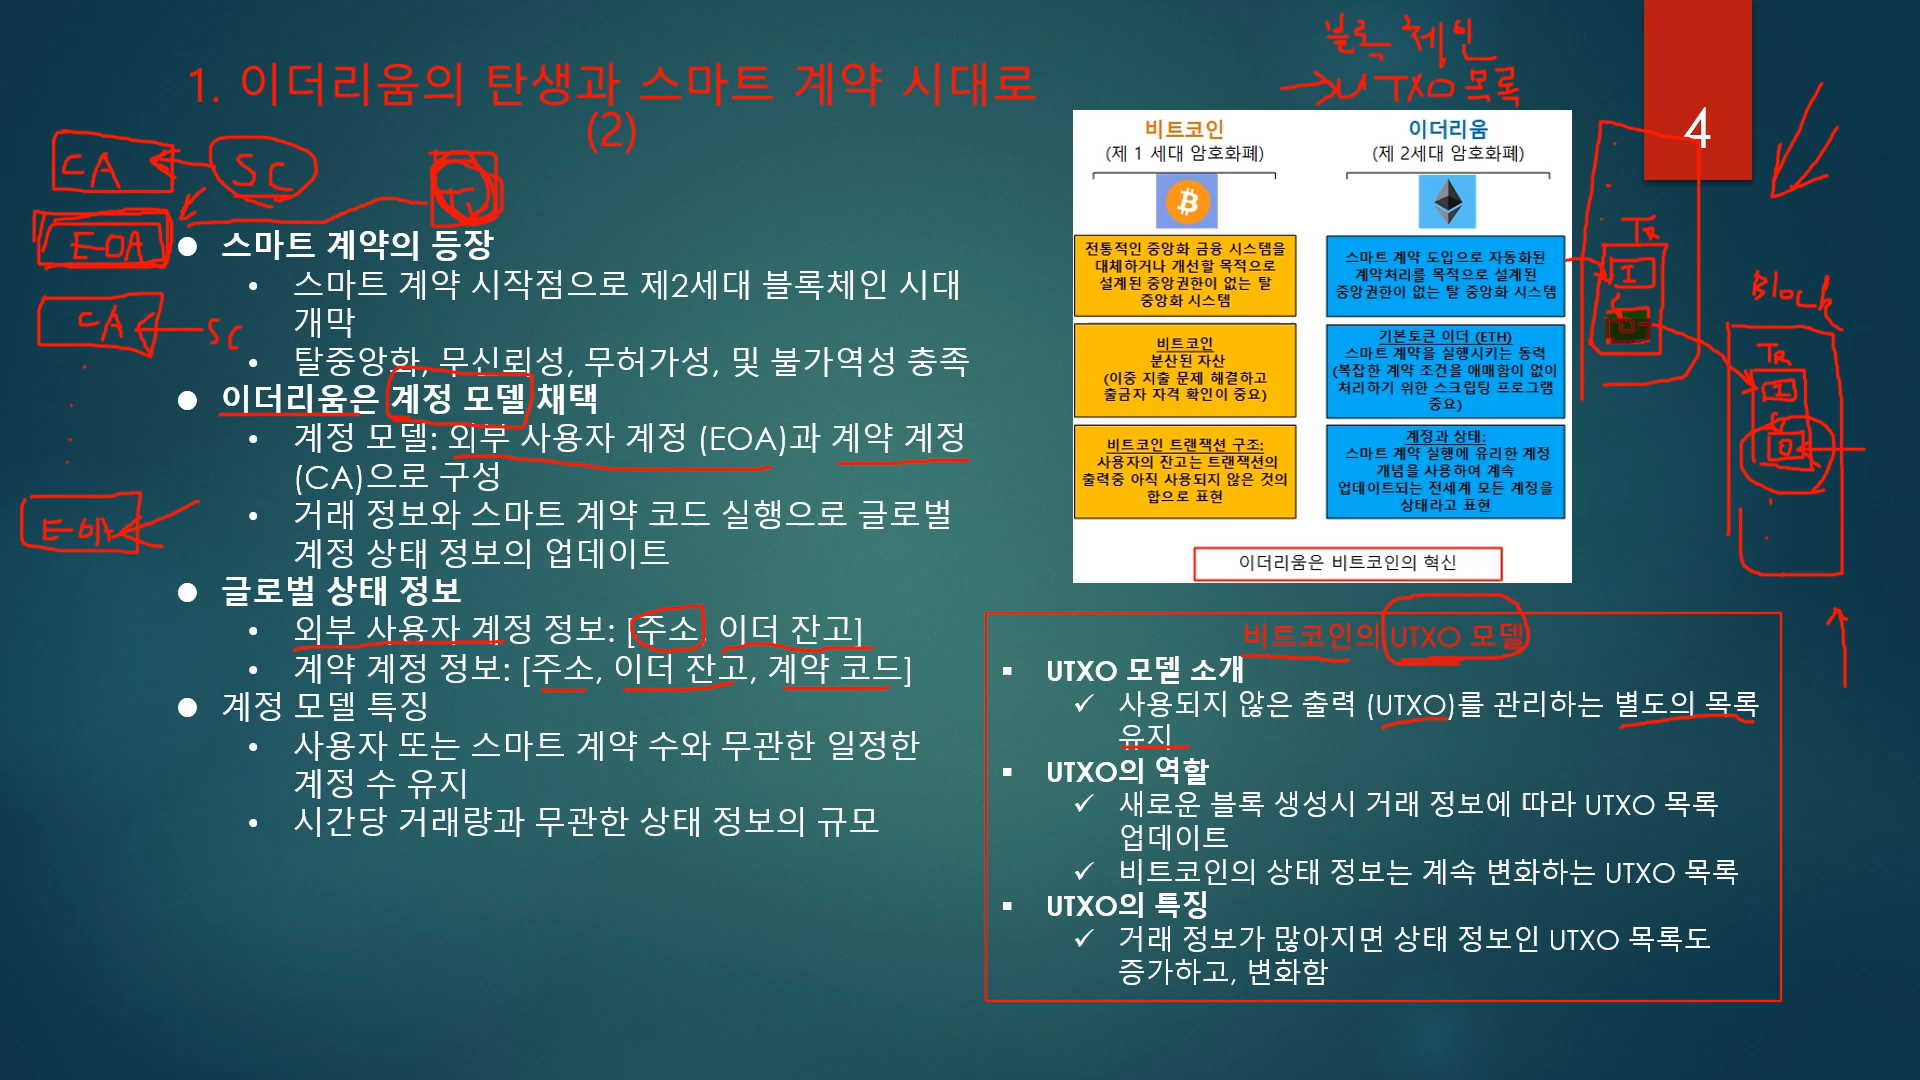 블록체인
→ UTXO 목록
1. 이더리움의 탄생과 스마트 계약 시대로
(2)
4
CA
SC
EOA
CA
SC
EOA
스마트 계약의 등장
스마트 계약 시작점으로 제2세대 블록체인 시대
개막
탈중앙화, 무신뢰성, 무허가성, 및 불가역성 충족
이더리움은 계정 모델 채택
계정 모델: 외부 사용자 계정 (EOA)과 계약 계정
(CA)으로 구성
거래 정보와 스마트 계약 코드 실행으로 글로벌
계정 상태 정보의 업데이트
글로벌 상태 정보
외부 사용자 계정 정보: [주소, 이더 잔고]
계약 계정 정보: [주소, 이더 잔고, 계약 코드]
계정 모델 특징
사용자 또는 스마트 계약 수와 무관한 일정한
계정 수 유지
시간당 거래량과 무관한 상태 정보의 규모
비트코인
(제 1 세대 암호화폐)
전통적인 중앙화 금융 시스템을
대체하거나 개선할 목적으로
설계된 중앙권한이 없는 탈
중앙화 시스템
비트코인
분산된 자산
(이중 지출 문제 해결하고
출금자 자격 확인이 중요)
비트코인 트랜잭션 구조:
사용자의 잔고는 트랜잭션의
출력중 아직 사용되지 않은 것의
합으로 표현
이더리움
(제 2세대 암호화폐)
스마트 계약 도입으로 자동화된
계약처리를 목적으로 설계된
중앙권한이 없는 탈 중앙화 시스템
기본토큰 이더 (ETH)
스마트 계약을 실행시키는 동력
(복잡한 계약 조건을 애매함이 없이
처리하기 위한 스크립팅 프로그램
중요)
계정과 상태:
스마트 계약 실행에 유리한 계정
개념을 사용하여 계속
업데이트되는 전세계 모든 계정을
상태라고 표현
이더리움은 비트코인의 혁신
TR
I
O
Block
TR
I
O
비트코인의 UTXO 모델
UTXO 모델 소개
사용되지 않은 출력 (UTXO)를 관리하는 별도의 목록
유지
UTXO의 역할
새로운 블록 생성시 거래 정보에 따라 UTXO 목록
업데이트
비트코인의 상태 정보는 계속 변화하는 UTXO 목록
UTXO의 특징
거래 정보가 많아지면 상태 정보인 UTXO 목록도
증가하고, 변화함